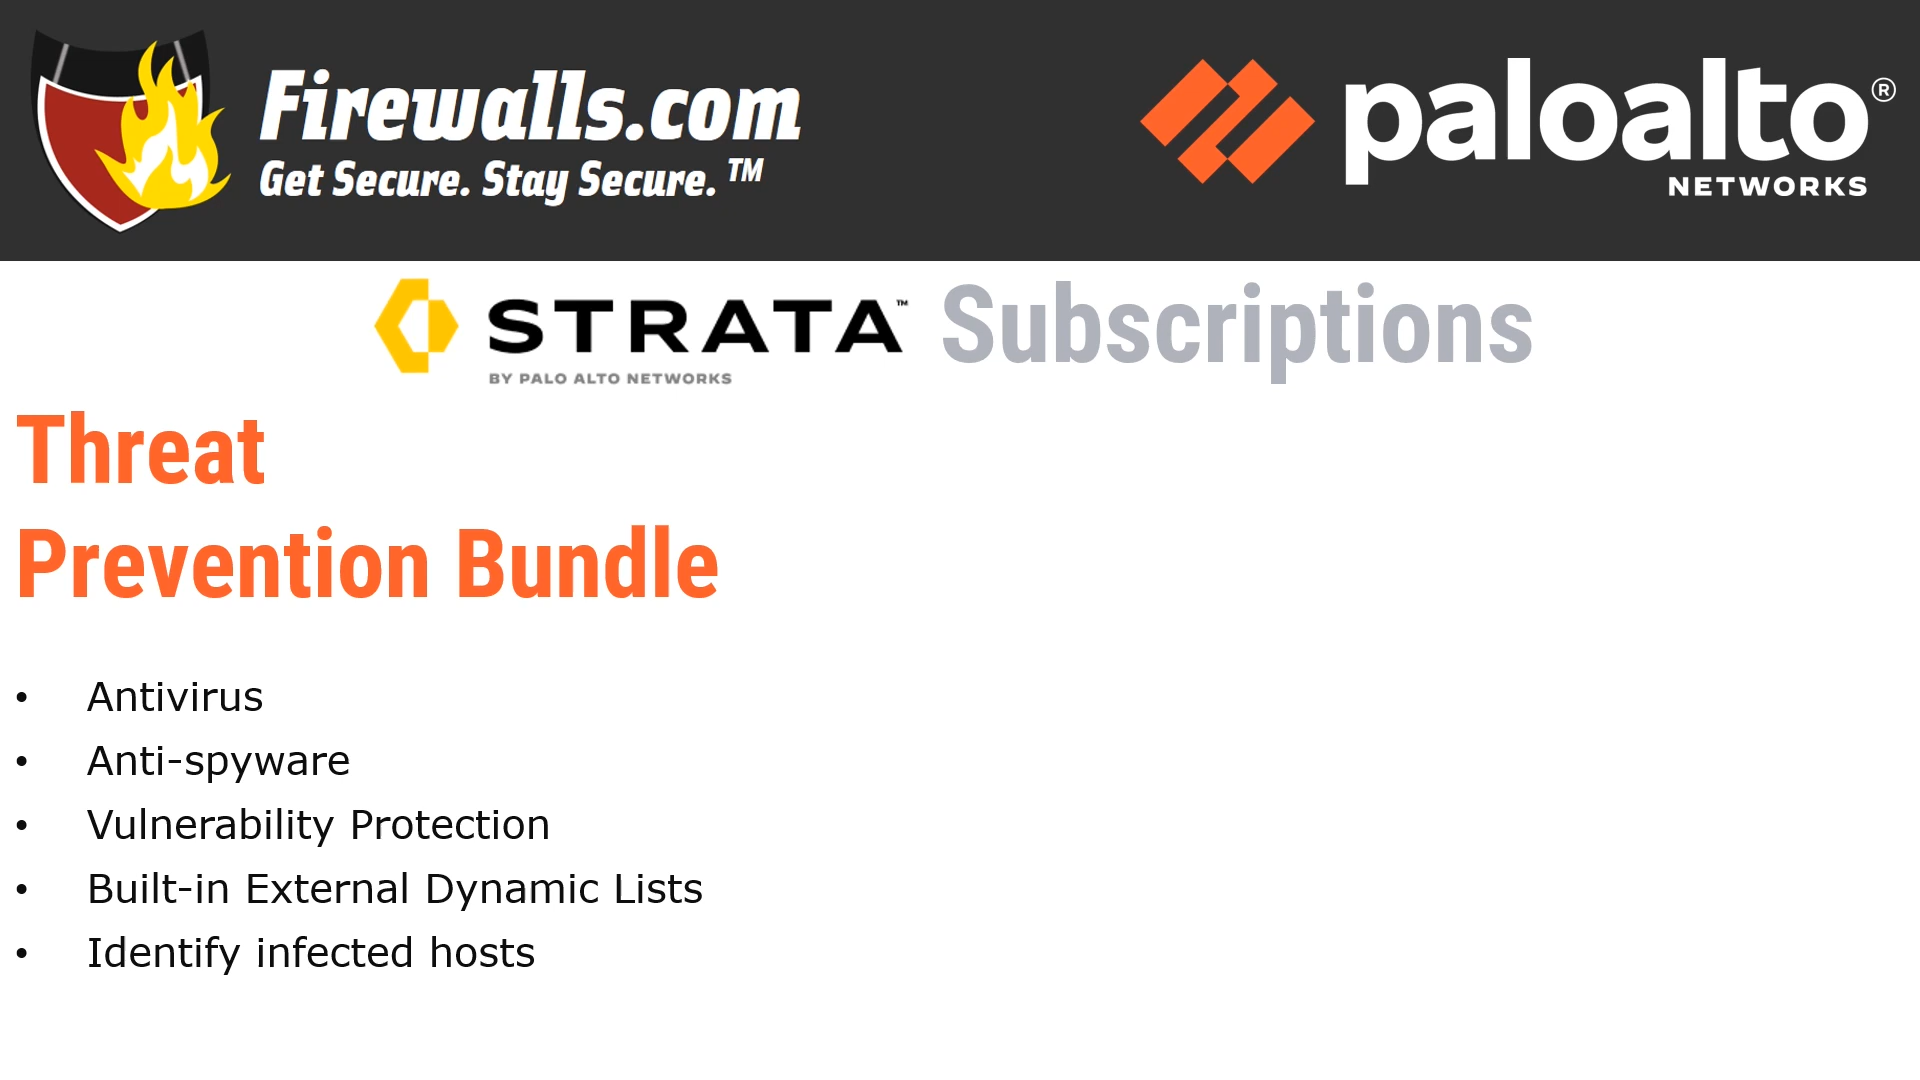 Firewalls.com
Get Secure. Stay Secure.™
paloalto®
NETWORKS
STRATA™ Subscriptions
BY PALO ALTO NETWORKS
Threat
Prevention Bundle
• Antivirus
• Anti-spyware
• Vulnerability Protection
• Built-in External Dynamic Lists
• Identify infected hosts